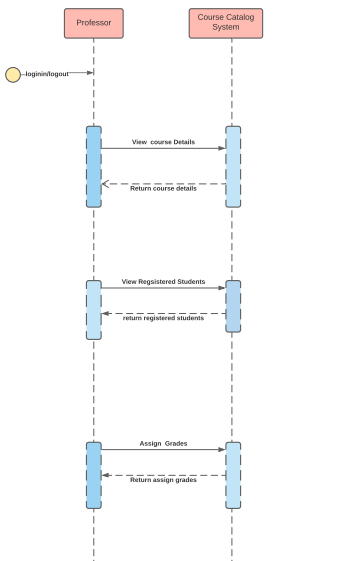 Professor
Course Catalog
System
loginin/logout
View course Details
Return course details
View Regsistered Students
return registered students
Assign Grades
Return assign grades